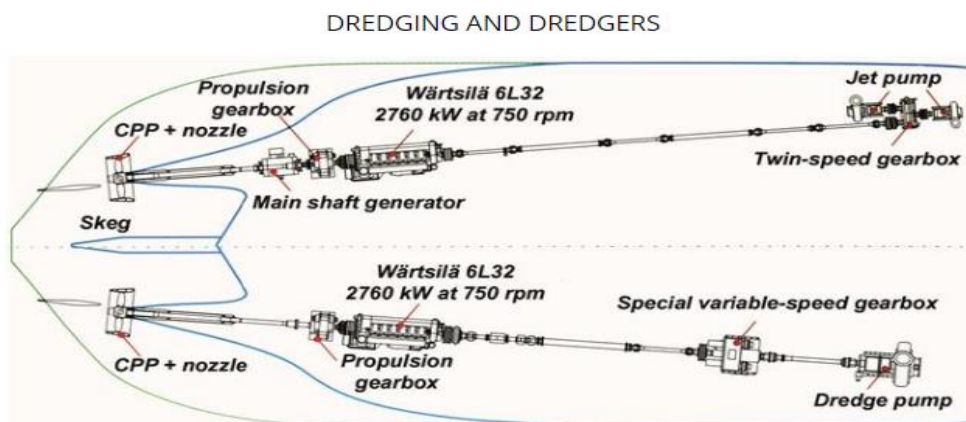 DREDGING AND DREDGERS
Propulsion
gearbox
Wärtsilä 6L32
2760 kW at 750 rpm
Jet pump
CPP + nozzle
Twin-speed gearbox
Main shaft generator
Skeg
Wärtsilä 6L32
2760 kW at 750 rpm
Special variable-speed gearbox
CPP + nozzle
Propulsion
gearbox
Dredge pump